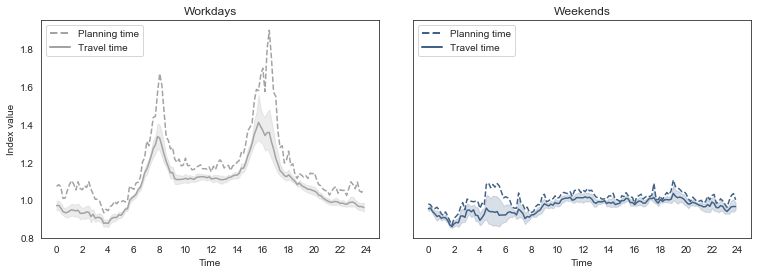 Workdays
Planning time
Travel time
Index value
1.8
1.6
1.4
1.2
1.0
0.8
0 2 4 6 8 10 12 14 16 18 20 22 24
Time
Weekends
Planning time
Travel time
0 2 4 6 8 10 12 14 16 18 20 22 24
Time